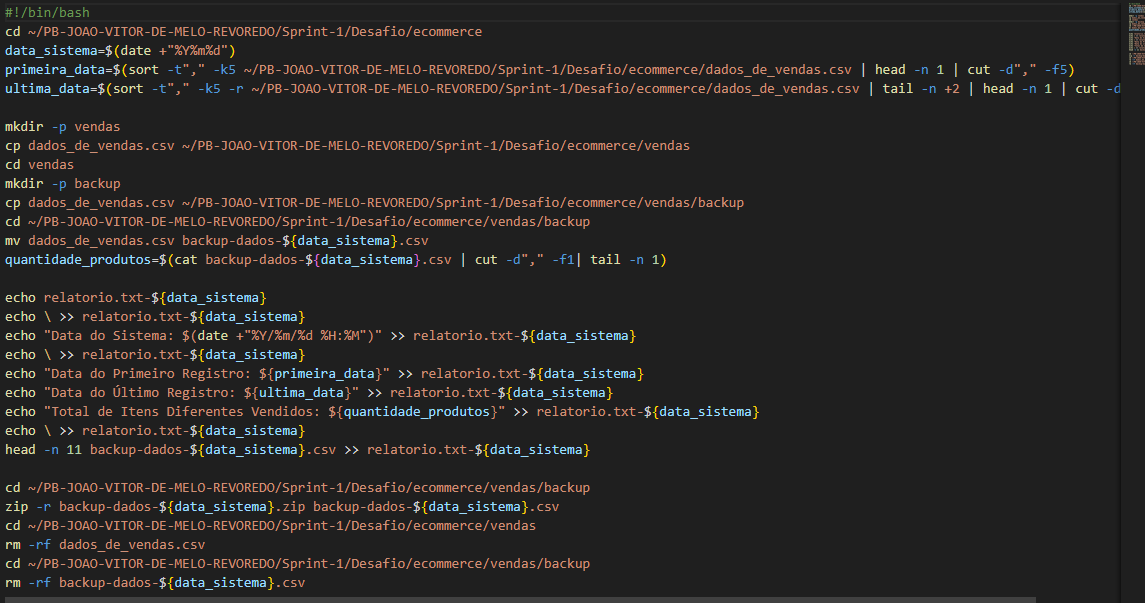 #!/bin/bash
cd ~/PB-JOAO-VITOR-DE-MELO-REVOREDO/Sprint-1/Desafio/ecommerce
data_sistema=$(date +"%Y%m%d")
primeira_data=$(sort -t"," -k5 ~/PB-JOAO-VITOR-DE-MELO-REVOREDO/Sprint-1/Desafio/ecommerce/dados_de_vendas.csv | head -n 1 | cut -d"," -f5)
ultima_data=$(sort -t"," -k5 -r ~/PB-JOAO-VITOR-DE-MELO-REVOREDO/Sprint-1/Desafio/ecommerce/dados_de_vendas.csv | tail -n +2 | head -n 1 | cut -d
mkdir -p vendas
cp dados_de_vendas.csv ~/PB-JOAO-VITOR-DE-MELO-REVOREDO/Sprint-1/Desafio/ecommerce/vendas
cd vendas
mkdir -p backup
cp dados_de_vendas.csv ~/PB-JOAO-VITOR-DE-MELO-REVOREDO/Sprint-1/Desafio/ecommerce/vendas/backup
cd ~/PB-JOAO-VITOR-DE-MELO-REVOREDO/Sprint-1/Desafio/ecommerce/vendas/backup
mv dados_de_vendas.csv backup-dados-${data_sistema}.csv
quantidade_produtos=$(cat backup-dados-${data_sistema}.csv | cut -d"," -f1| tail -n 1)
echo relatorio.txt-${data_sistema}
echo \ >> relatorio.txt-${data_sistema}
echo "Data do Sistema: $(date +"%Y/%m/%d %H:%M")" >> relatorio.txt-${data_sistema}
echo \ >> relatorio.txt-${data_sistema}
echo "Data do Primeiro Registro: ${primeira_data}" >> relatorio.txt-${data_sistema}
echo "Data do Último Registro: ${ultima_data}" >> relatorio.txt-${data_sistema}
echo "Total de Itens Diferentes Vendidos: ${quantidade_produtos}" >> relatorio.txt-${data_sistema}
echo \ >> relatorio.txt-${data_sistema}
head -n 11 backup-dados-${data_sistema}.csv >> relatorio.txt-${data_sistema}
cd ~/PB-JOAO-VITOR-DE-MELO-REVOREDO/Sprint-1/Desafio/ecommerce/vendas/backup
zip -r backup-dados-${data_sistema}.zip backup-dados-${data_sistema}.csv
cd ~/PB-JOAO-VITOR-DE-MELO-REVOREDO/Sprint-1/Desafio/ecommerce/vendas
rm -rf dados_de_vendas.csv
cd ~/PB-JOAO-VITOR-DE-MELO-REVOREDO/Sprint-1/Desafio/ecommerce/vendas/backup
rm -rf backup-dados-${data_sistema}.csv